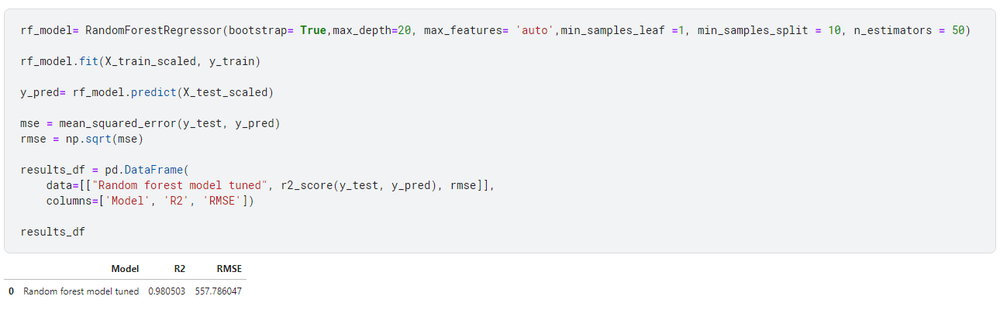 rf_model= RandomForestRegressor(bootstrap= True,max_depth=20, max_features= 'auto',min_samples_leaf =1, min_samples_split = 10, n_estimators = 50)
rf_model.fit(X_train_scaled, y_train)
y_pred= rf_model.predict(X_test_scaled)
mse = mean_squared_error(y_test, y_pred)
rmse = np.sqrt(mse)
results_df = pd.DataFrame(
    data=[["Random forest model tuned", r2_score(y_test, y_pred), rmse]],
    columns=['Model', 'R2', 'RMSE'])
results_df
Model R2 RMSE
0 Random forest model tuned 0.980503 557.786047